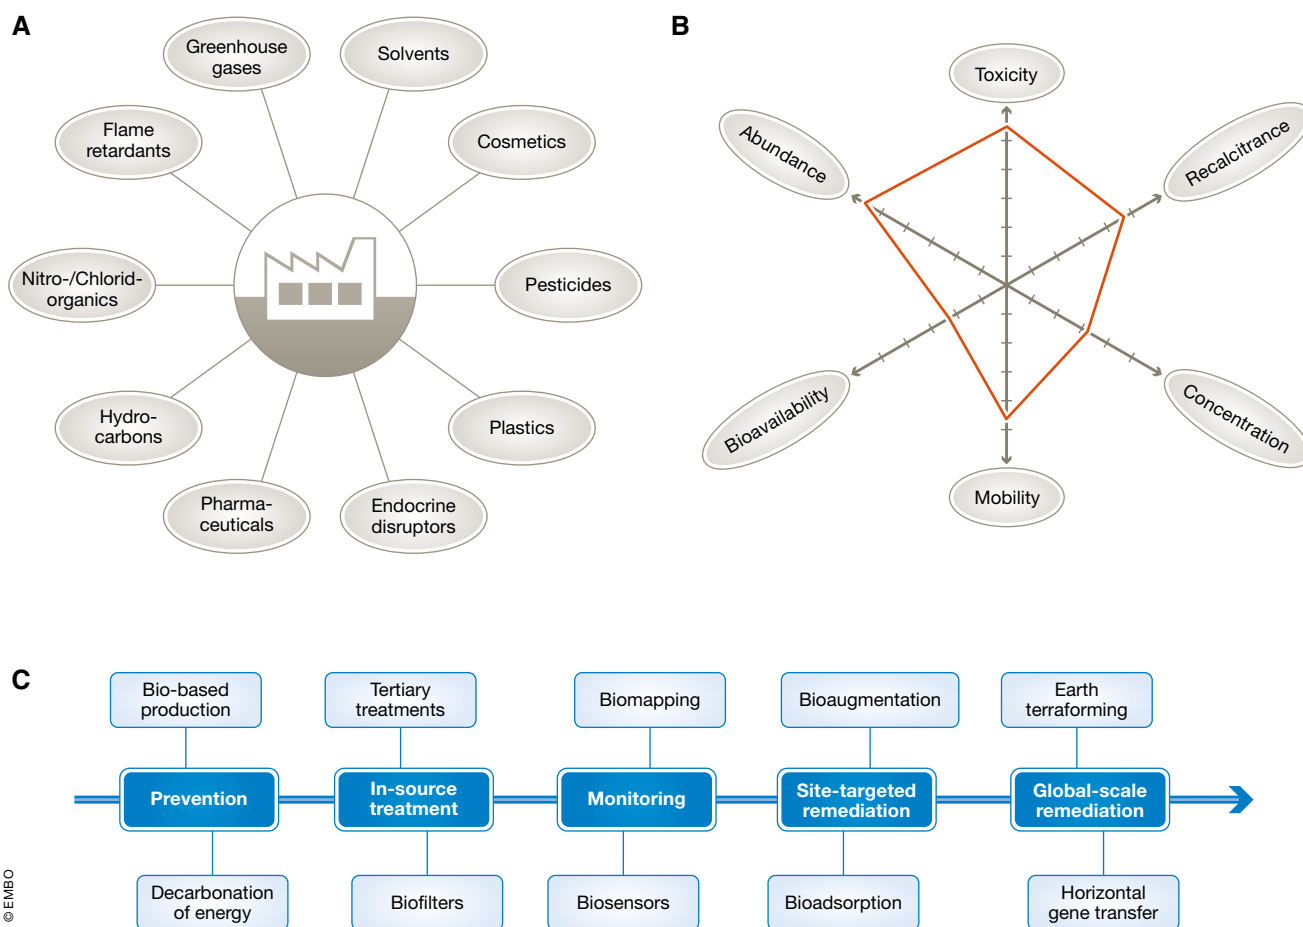 A
Greenhouse
gases
Solvents
Flame
retardants
Cosmetics
Nitro-/Chlorid-
organics
Pesticides
Hydro-
carbons
Plastics
Pharma-
ceuticals
Endocrine
disruptors
B
Toxicity
Abundance
Recalcitrance
Bioavailability
Concentration
Mobility
C
Bio-based
production
Tertiary
treatments
Biomapping
Bioaugmentation
Earth
terraforming
Prevention
In-source
treatment
Monitoring
Site-targeted
remediation
Global-scale
remediation
Decarbonation
of energy
Biofilters
Biosensors
Bioadsorption
Horizontal
gene transfer
© EMBO